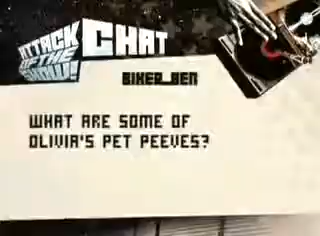 ATTACK
OF THE
SHOW!
CHAT
BIKER_BEN
WHAT ARE SOME OF
OLIVIA'S PET PEEVES?